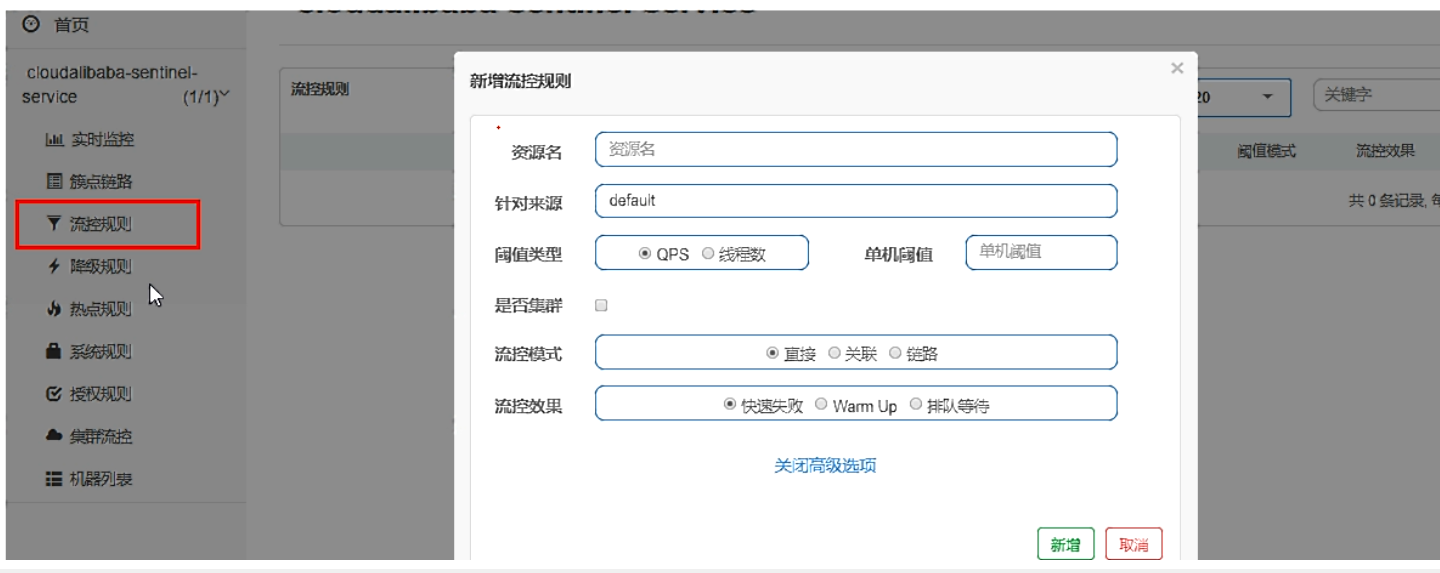 首页
cloudalibaba-sentinel-
service (1/1)
实时监控
簇点链路
流控规则
降级规则
热点规则
系统规则
授权规则
集群流控
机器列表
流控规则
20
关键字
阈值模式 流控效果
共 0 条记录, 每
新增流控规则
×
资源名 资源名
针对来源 default
阈值类型 QPS 线程数 单机阈值 单机阈值
是否集群
流控模式 直接 关联 链路
流控效果 快速失败 Warm Up 排队等待
关闭高级选项
新增 取消